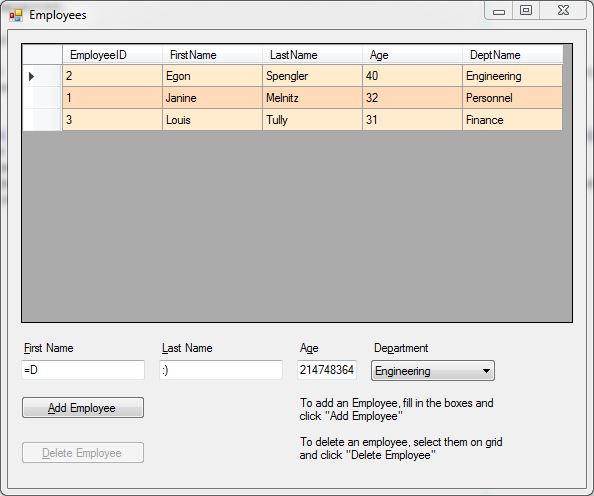 Employees
EmployeeID FirstName LastName Age DeptName
2 Egon Spengler 40 Engineering
1 Janine Melnitz 32 Personnel
3 Louis Tully 31 Finance
First Name Last Name Age Department
=D :) 214748364 Engineering
Add Employee
To add an Employee, fill in the boxes and
click "Add Employee"
Delete Employee
To delete an employee, select them on grid
and click "Delete Employee"